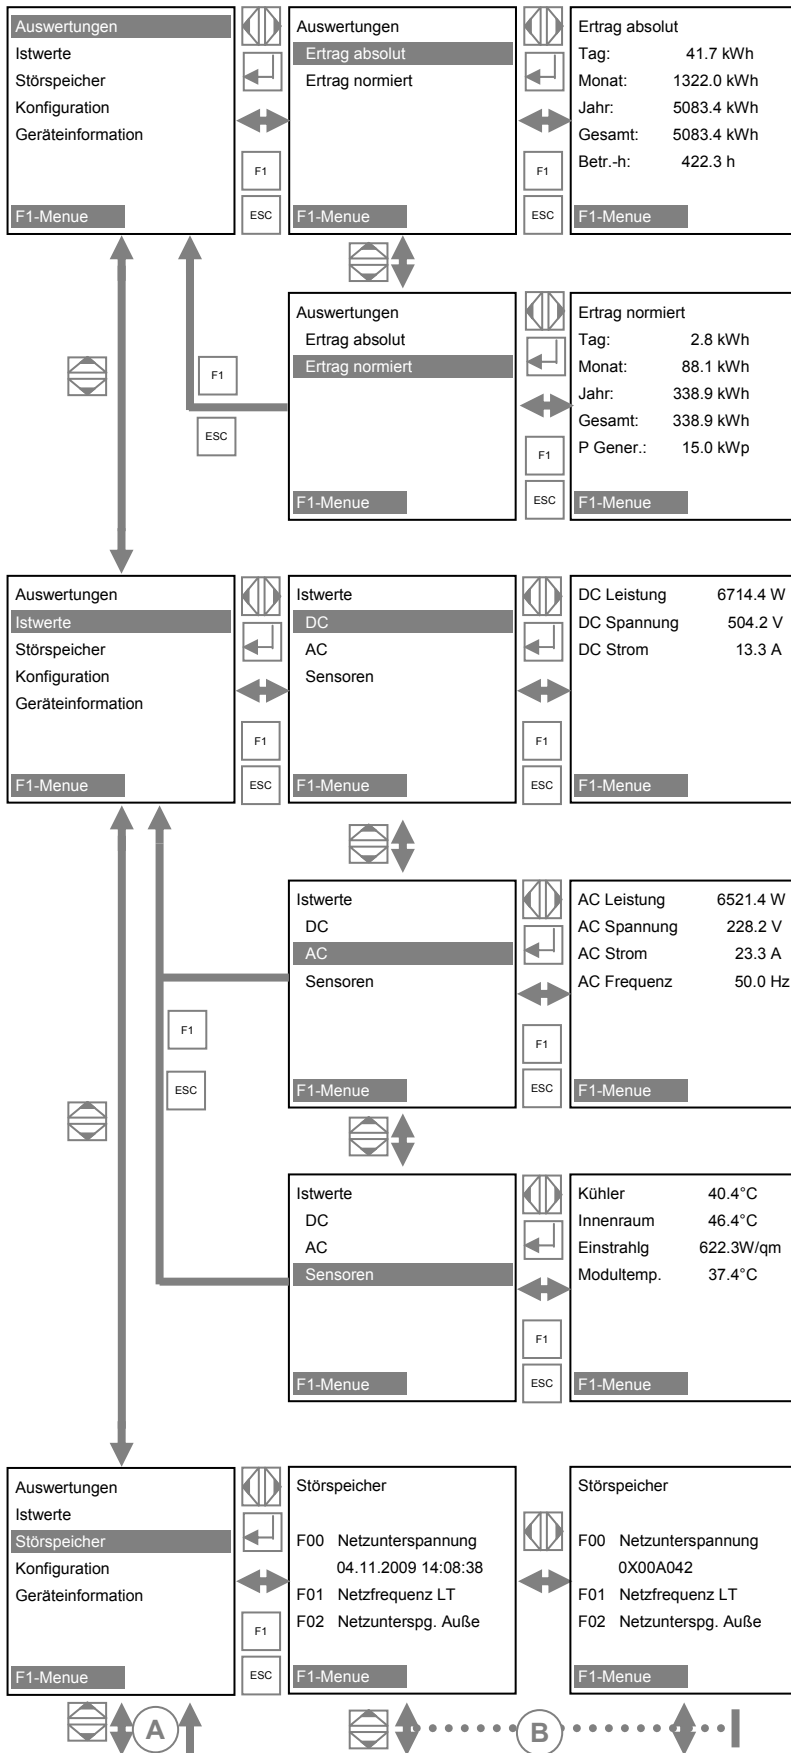 Auswertungen
Istwerte
Störspeicher
Konfiguration
Geräteinformation
F1-Menue
F1
ESC
Auswertungen
Ertrag absolut
Ertrag normiert
F1-Menue
F1
ESC
Ertrag absolut
Tag: 41.7 kWh
Monat: 1322.0 kWh
Jahr: 5083.4 kWh
Gesamt: 5083.4 kWh
Betr.-h: 422.3 h
F1-Menue
F1
ESC
Auswertungen
Ertrag absolut
Ertrag normiert
F1-Menue
F1
ESC
Ertrag normiert
Tag: 2.8 kWh
Monat: 88.1 kWh
Jahr: 338.9 kWh
Gesamt: 338.9 kWh
P Gener.: 15.0 kWp
F1-Menue
Auswertungen
Istwerte
Störspeicher
Konfiguration
Geräteinformation
F1-Menue
F1
ESC
Istwerte
DC
AC
Sensoren
F1-Menue
F1
ESC
DC Leistung 6714.4 W
DC Spannung 504.2 V
DC Strom 13.3 A
F1-Menue
F1
ESC
Istwerte
DC
AC
Sensoren
F1-Menue
F1
ESC
AC Leistung 6521.4 W
AC Spannung 228.2 V
AC Strom 23.3 A
AC Frequenz 50.0 Hz
F1-Menue
Istwerte
DC
AC
Sensoren
F1-Menue
F1
ESC
Kühler 40.4°C
Innenraum 46.4°C
Einstrahlg 622.3W/qm
Modultemp. 37.4°C
F1-Menue
Auswertungen
Istwerte
Störspeicher
Konfiguration
Geräteinformation
F1-Menue
F1
ESC
Störspeicher
F00 Netzunterspannung
04.11.2009 14:08:38
F01 Netzfrequenz LT
F02 Netzunterspg. Auße
F1-Menue
Störspeicher
F00 Netzunterspannung
0X00A042
F01 Netzfrequenz LT
F02 Netzunterspg. Auße
F1-Menue
A
B